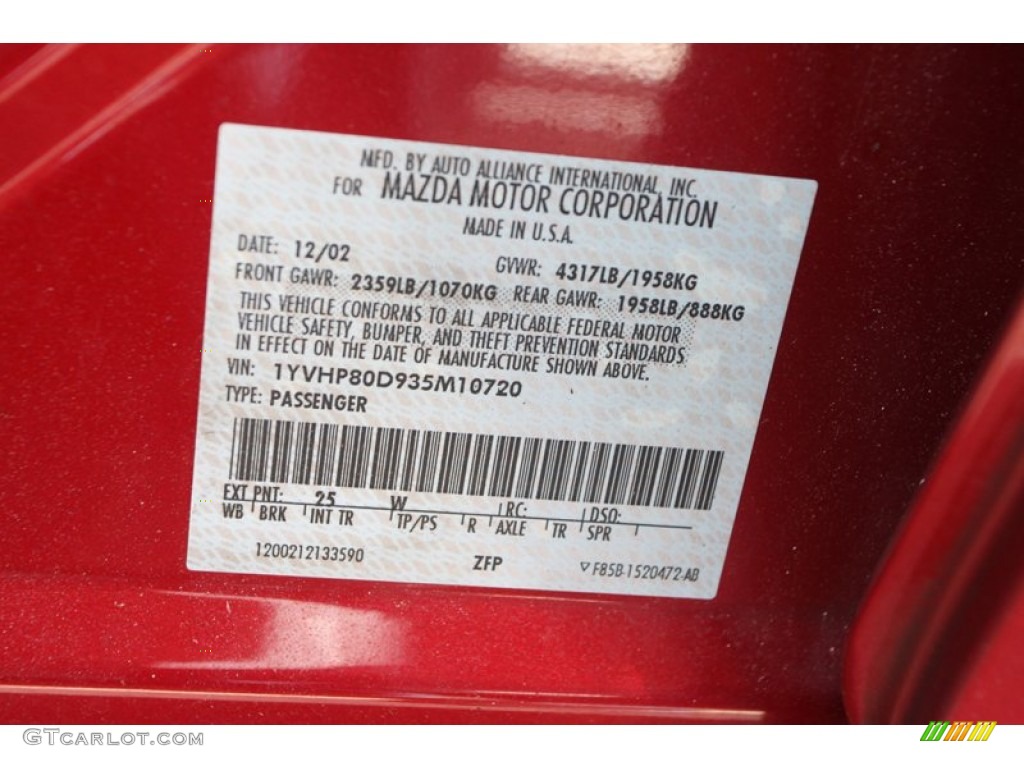 MFD. BY AUTO ALLIANCE INTERNATIONAL, INC.
FOR MAZDA MOTOR CORPORATION
MADE IN U.S.A.
DATE: 12/02 GVWR: 4317LB/1958KG
FRONT GAWR: 2359LB/1070KG REAR GAWR: 1958LB/888KG
THIS VEHICLE CONFORMS TO ALL APPLICABLE FEDERAL MOTOR
VEHICLE SAFETY, BUMPER, AND THEFT PREVENTION STANDARDS
IN EFFECT ON THE DATE OF MANUFACTURE SHOWN ABOVE.
VIN: 1YVHP80D935M10720
TYPE: PASSENGER
EXT PNT: 25 W RC: DSO:
WB BRK INT TR TP/PS R AXLE TR SPR
1200212133590 ZFP F85B-1520472-AB
GTCARLOT.COM